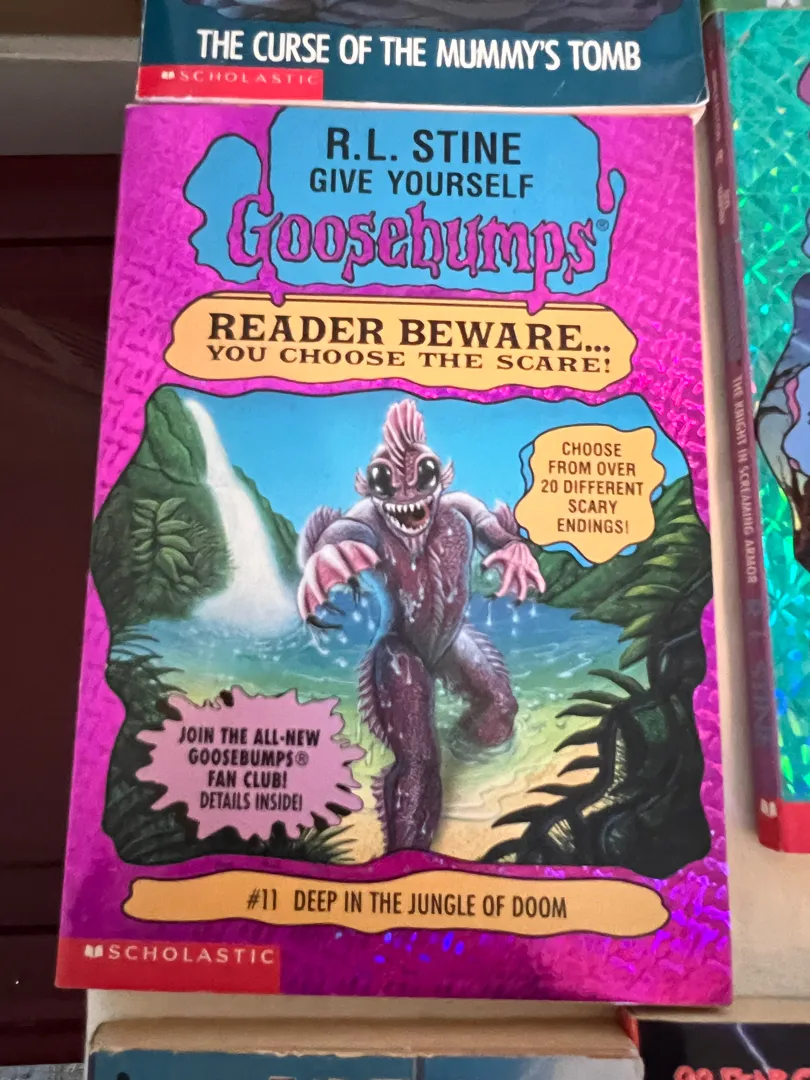 THE CURSE OF THE MUMMY'S TOMB
SCHOLASTIC
R.L. STINE
GIVE YOURSELF
Goosebumps®
READER BEWARE...
YOU CHOOSE THE SCARE!
CHOOSE
FROM OVER
20 DIFFERENT
SCARY
ENDINGS!
JOIN THE ALL-NEW
GOOSEBUMPS®
FAN CLUB!
DETAILS INSIDE!
#11 DEEP IN THE JUNGLE OF DOOM
SCHOLASTIC
THE KNIGHT IN SCREAMING ARMOR
STINE